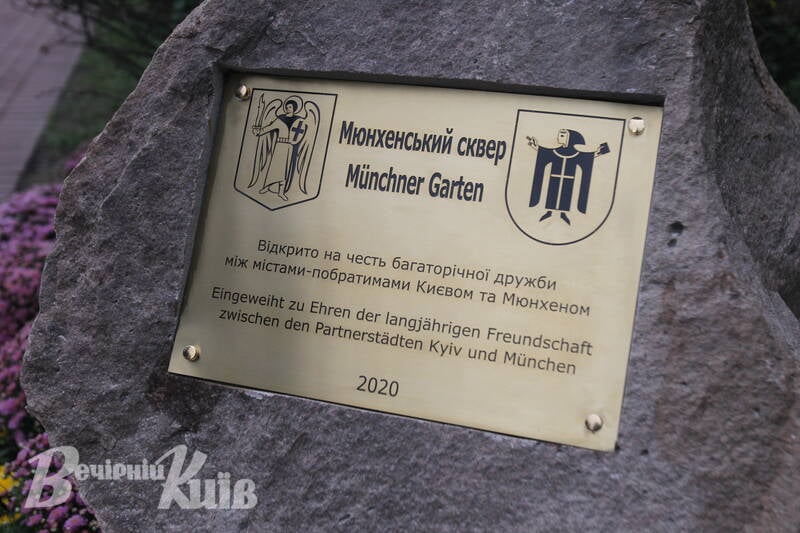 Мюнхенський сквер
Münchner Garten
Відкрито на честь багаторічної дружби
між містами-побратимами Києвом та Мюнхеном
Eingeweiht zu Ehren der langjährigen Freundschaft
zwischen den Partnerstädten Kyiv und München
2020
Вечірній Київ